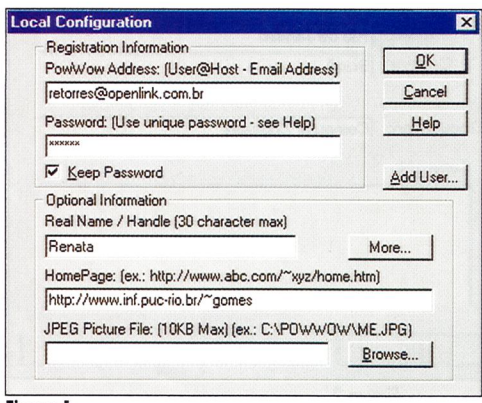 Local Configuration
Registration Information
PowWow Address: (User@Host - Email Address)
retorres@openlink.com.br
Password: (Use unique password - see Help)
××××××
Keep Password
OK
Cancel
Help
Add User...
Optional Information
Real Name / Handle (30 character max)
Renata
More...
HomePage: (ex.: http://www.abc.com/~xyz/home.htm)
http://www.inf.puc-rio.br/~gomes
JPEG Picture File: (10KB Max) (ex.: C:\POWWOW\ME.JPG)
Browse...